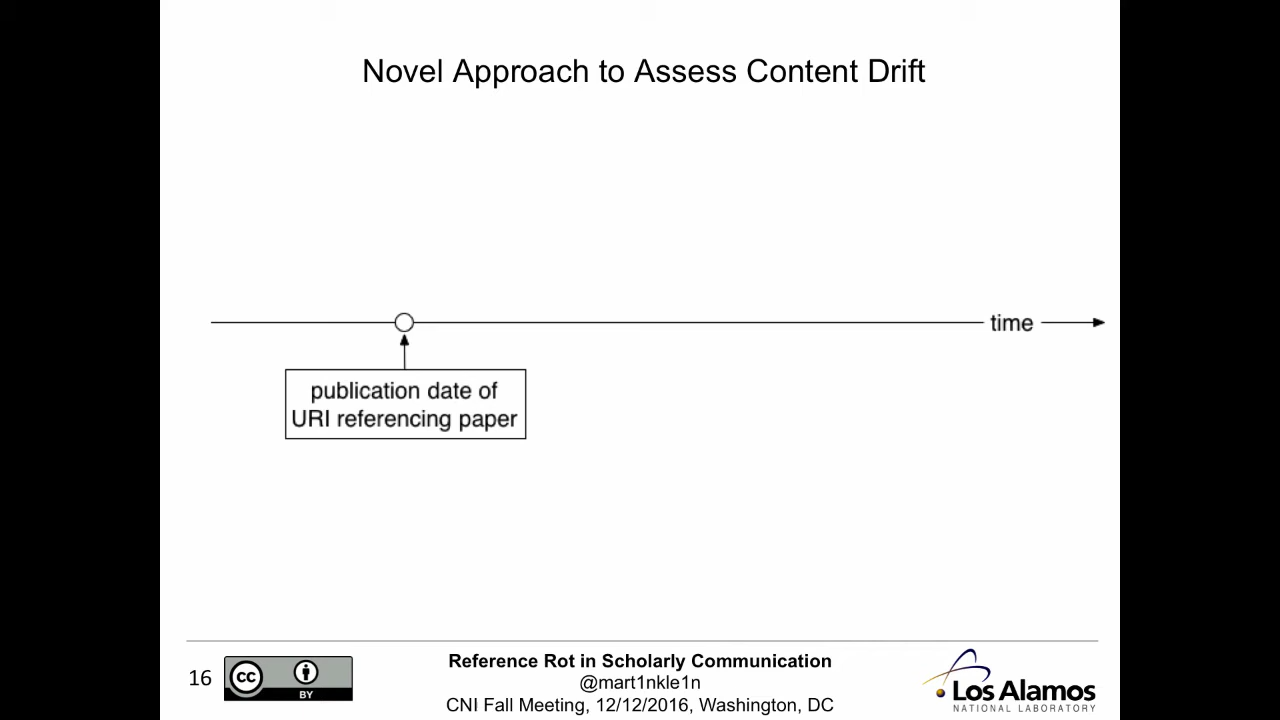 Novel Approach to Assess Content Drift
time
publication date of
URI referencing paper
16
cc
BY
Reference Rot in Scholarly Communication
@mart1nkle1n
CNI Fall Meeting, 12/12/2016, Washington, DC
Los Alamos
NATIONAL LABORATORY